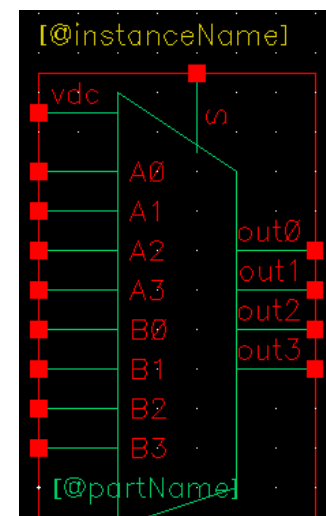 [@instanceName]
vdc
S
A0
A1
A2
A3
B0
B1
B2
B3
out0
out1
out2
out3
[@partName]